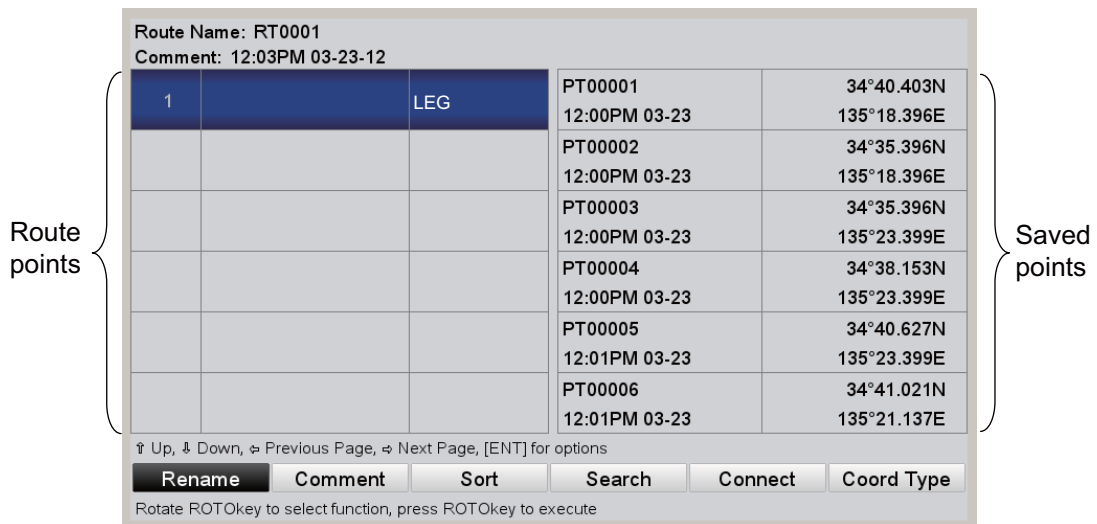 Route Name: RT0001
Comment: 12:03PM 03-23-12
Route
points
1 LEG
PT00001 34°40.403N
12:00PM 03-23 135°18.396E
PT00002 34°35.396N
12:00PM 03-23 135°18.396E
PT00003 34°35.396N
12:00PM 03-23 135°23.399E
PT00004 34°38.153N
12:00PM 03-23 135°23.399E
PT00005 34°40.627N
12:01PM 03-23 135°23.399E
PT00006 34°41.021N
12:01PM 03-23 135°21.137E
Saved
points
⇧ Up, ⇩ Down, ⇦ Previous Page, ⇨ Next Page, [ENT] for options
Rename Comment Sort Search Connect Coord Type
Rotate ROTOkey to select function, press ROTOkey to execute